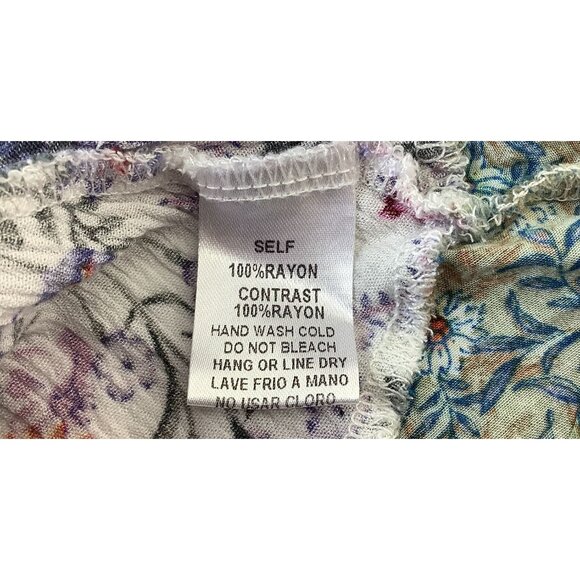 SELF
100%RAYON
CONTRAST
100%RAYON
HAND WASH COLD
DO NOT BLEACH
HANG OR LINE DRY
LAVE FRIO A MANO
NO USAR CLORO